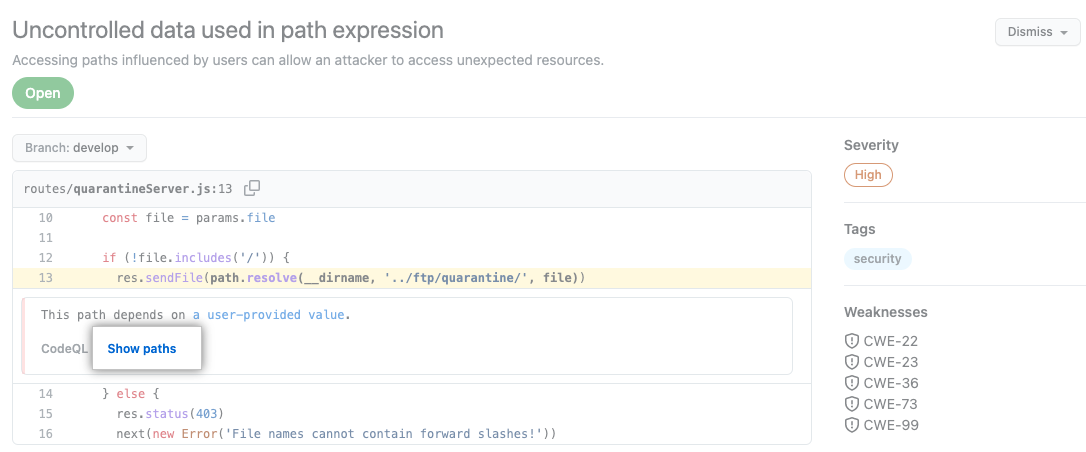 Uncontrolled data used in path expression
Dismiss
Accessing paths influenced by users can allow an attacker to access unexpected resources.
Open
Branch: develop
routes/quarantineServer.js:13
10 const file = params.file
11
12 if (!file.includes('/')) {
13 res.sendFile(path.resolve(__dirname, '../ftp/quarantine/', file))
This path depends on a user-provided value.
CodeQL Show paths
14 } else {
15 res.status(403)
16 next(new Error('File names cannot contain forward slashes!'))
Severity
High
Tags
security
Weaknesses
CWE-22
CWE-23
CWE-36
CWE-73
CWE-99